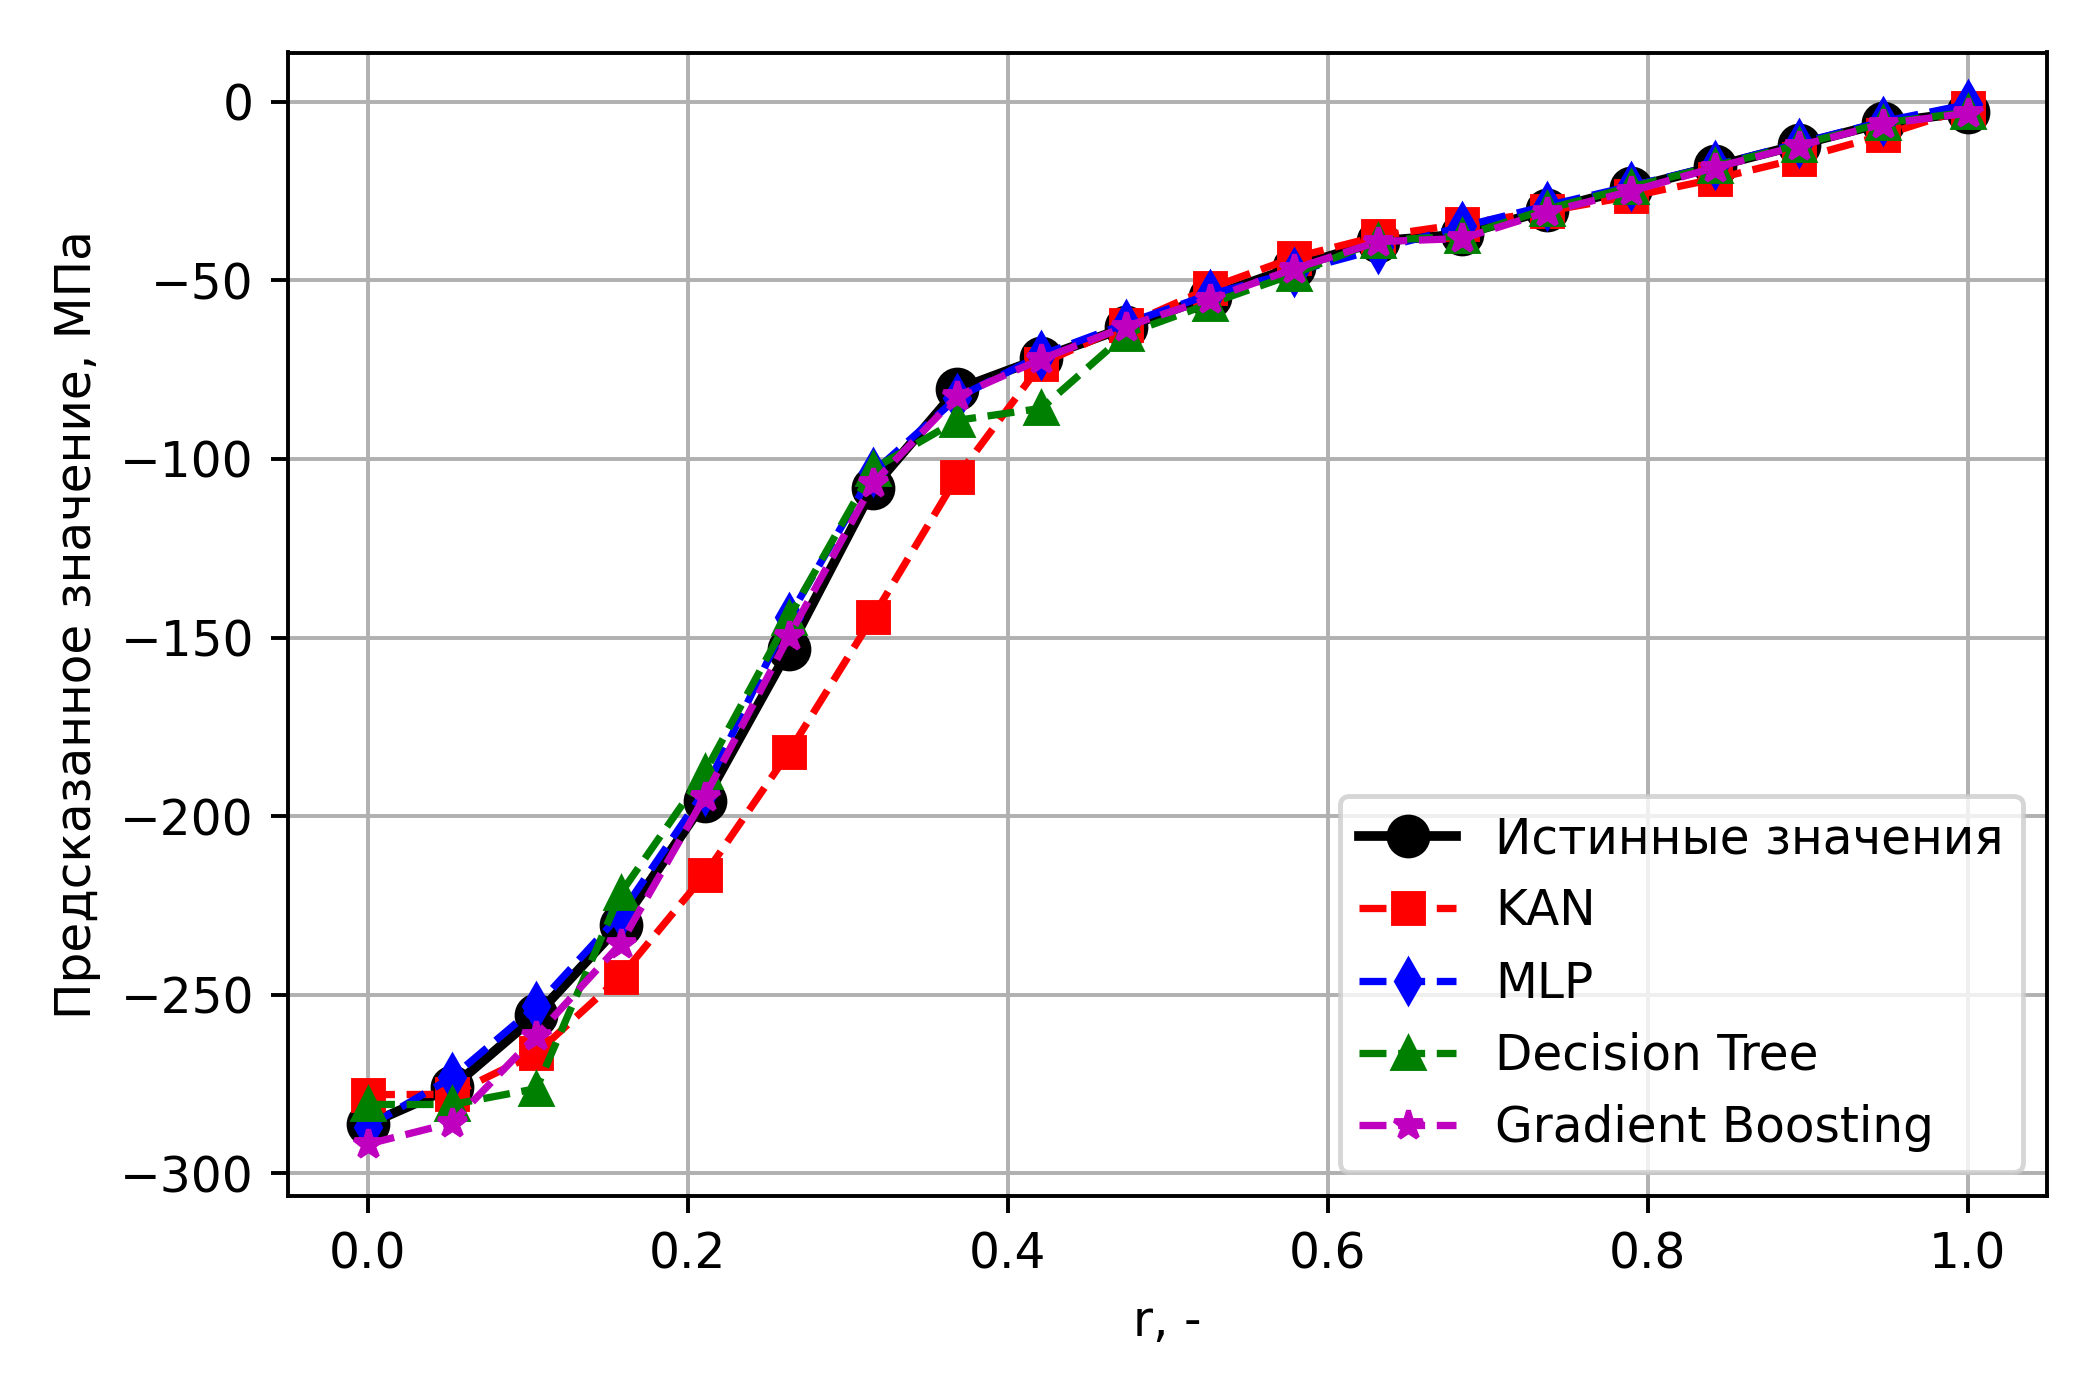 Предсказанное значение, МПа
0
−50
−100
−150
−200
−250
−300
0.0
0.2
0.4
0.6
0.8
1.0
r, -
Истинные значения
KAN
MLP
Decision Tree
Gradient Boosting